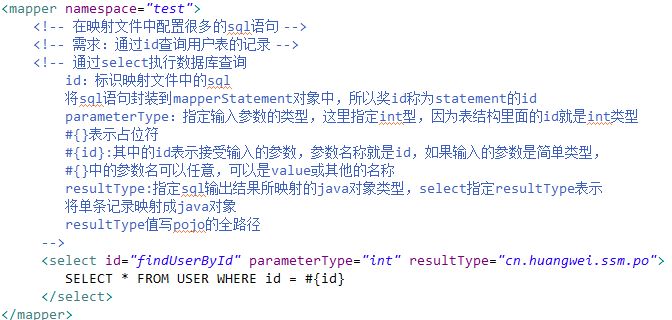 <mapper namespace="test">
<!-- 在映射文件中配置很多的sql语句 -->
<!-- 需求：通过id查询用户表的记录 -->
<!-- 通过select执行数据库查询
id：标识映射文件中的sql
将sql语句封装到mapperStatement对象中，所以奖id称为statement的id
parameterType：指定输入参数的类型，这里指定int型，因为表结构里面的id就是int类型
#{}表示占位符
#{id}:其中的id表示接受输入的参数，参数名称就是id，如果输入的参数是简单类型，
#{}中的参数名可以任意，可以是value或其他的名称
resultType:指定sql输出结果所映射的java对象类型，select指定resultType表示
将单条记录映射成java对象
resultType值写pojo的全路径
-->
<select id="findUserById" parameterType="int" resultType="cn.huangwei.ssm.po">
SELECT * FROM USER WHERE id = #{id}
</select>
</mapper>